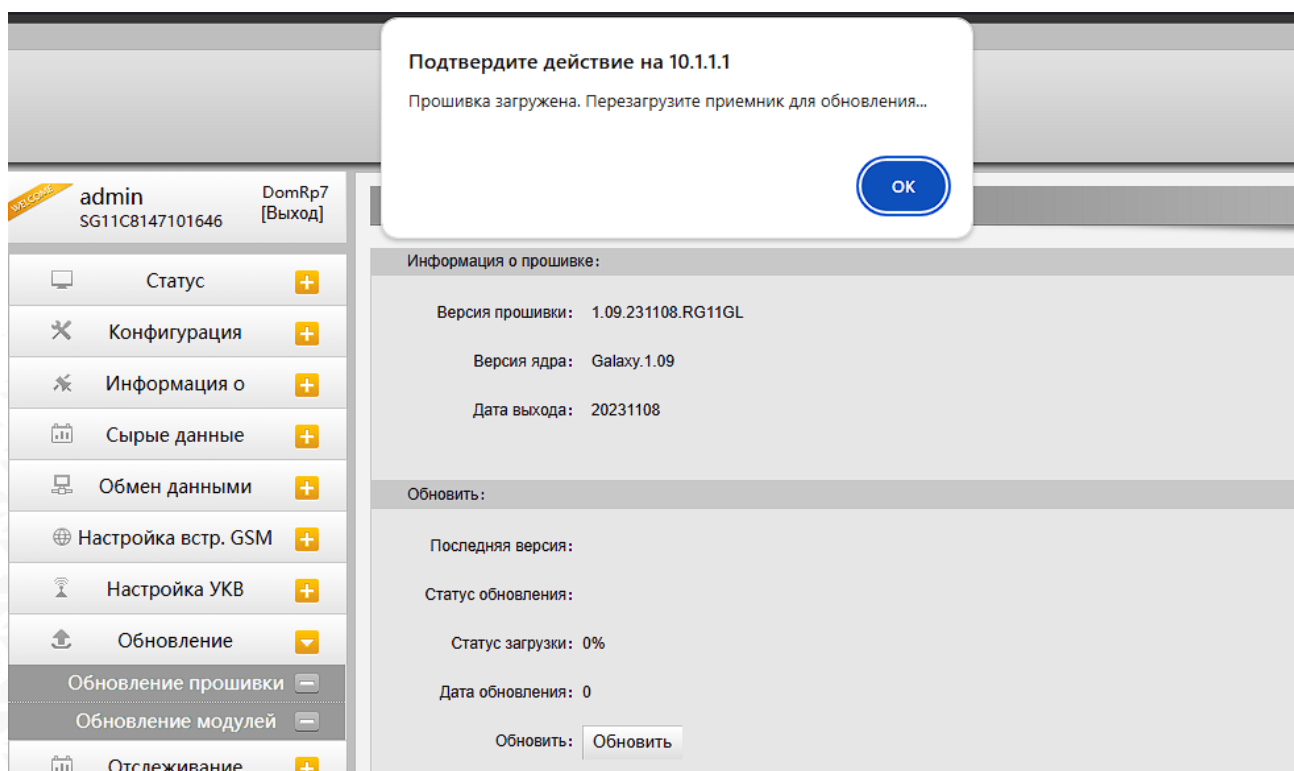 Подтвердите действие на 10.1.1.1
Прошивка загружена. Перезагрузите приемник для обновления...
ОК
WELCOME
admin
DomRp7
SG11C8147101646
[Выход]
Статус
Конфигурация
Информация о
Сырые данные
Обмен данными
Настройка встр. GSM
Настройка УКВ
Обновление
Обновление прошивки
Обновление модулей
Отслеживание
Информация о прошивке:
Версия прошивки: 1.09.231108.RG11GL
Версия ядра: Galaxy.1.09
Дата выхода: 20231108
Обновить:
Последняя версия:
Статус обновления:
Статус загрузки: 0%
Дата обновления: 0
Обновить: Обновить